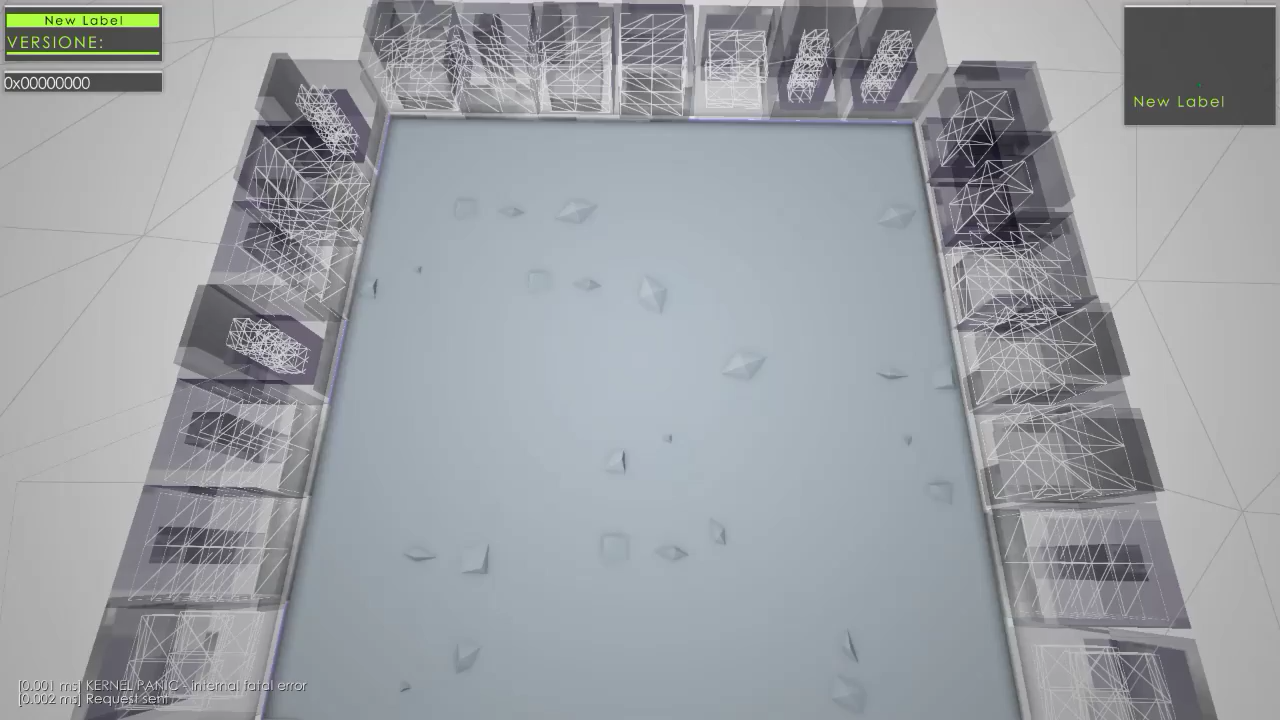 New Label
VERSIONE:
0x00000000
New Label
[0.001 ms] KERNEL PANIC - internal fatal error
[0.002 ms] Request sent